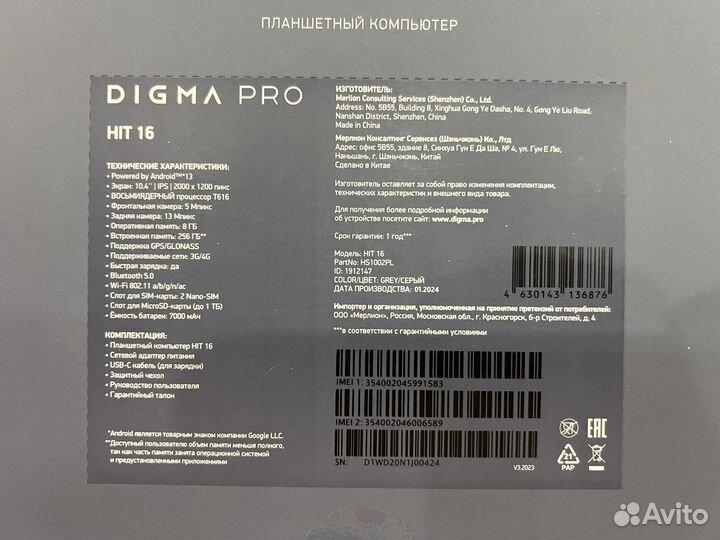 ПЛАНШЕТНЫЙ КОМПЬЮТЕР
DIGMA PRO
HIT 16
ТЕХНИЧЕСКИЕ ХАРАКТЕРИСТИКИ:
• Powered by Android™*13
• Экран: 10.4'' | IPS | 2000 x 1200 пикс
• ВОСЬМИЯДЕРНЫЙ процессор T616
• Фронтальная камера: 5 Мпикс
• Задняя камера: 13 Мпикс
• Оперативная память: 8 ГБ
• Встроенная память: 256 ГБ**
• Поддержка GPS/GLONASS
• Поддерживаемые сети: 3G/4G
• Быстрая зарядка: да
• Bluetooth 5.0
• Wi-Fi 802.11 a/b/g/n/ac
• Слот для SIM-карты: 2 Nano-SIM
• Слот для MicroSD-карты (до 1 ТБ)
• Ёмкость батареи: 7000 мАч
КОМПЛЕКТАЦИЯ:
• Планшетный компьютер HIT 16
• Сетевой адаптер питания
• USB-C кабель (для зарядки)
• Защитный чехол
• Руководство пользователя
• Гарантийный талон
*Android является товарным знаком компании Google LLC.
**Доступный пользователю объем памяти меньше полного,
так как часть памяти занята операционной системой
и предустановленными приложениями.
ИЗГОТОВИТЕЛЬ:
Merlion Consulting Services (Shenzhen) Co., Ltd.
Address: No. 5B55, Building 8, Xinghua Gong Ye Dasha, No. 4, Gong Ye Liu Road,
Nanshan District, Shenzhen, China
Made in China
Мерлион Консалтинг Сервисез (Шэньчжэнь) Ко., Лтд
Адрес: офис 5B55, здание 8, Синхуа Гун Е Да Ша, № 4, ул. Гун Е Лю,
Наньшань, г. Шэньчжэнь, Китай
Сделано в Китае
Изготовитель оставляет за собой право изменения комплектации,
технических характеристик и внешнего вида товара.
Для получения более подробной информации
об устройстве посетите сайт: www.digma.pro
Срок гарантии: 1 год***
Модель: HIT 16
PartNo: HS1002PL
ID: 1912147
COLOR/ЦВЕТ: GREY/СЕРЫЙ
ДАТА ПРОИЗВОДСТВА: 01.2024
4 630143 136876
Импортер и организация, уполномоченная на принятие претензий от потребителей:
ООО «Мерлион», Россия, Московская обл., г. Красногорск, б-р Строителей, д. 4
***в соответствии с гарантийными условиями
IMEI 1: 354002045991583
IMEI 2: 354002046006589
SN: D1WD20N1J00424
V3.2023
21
PAP
EAC
Avito